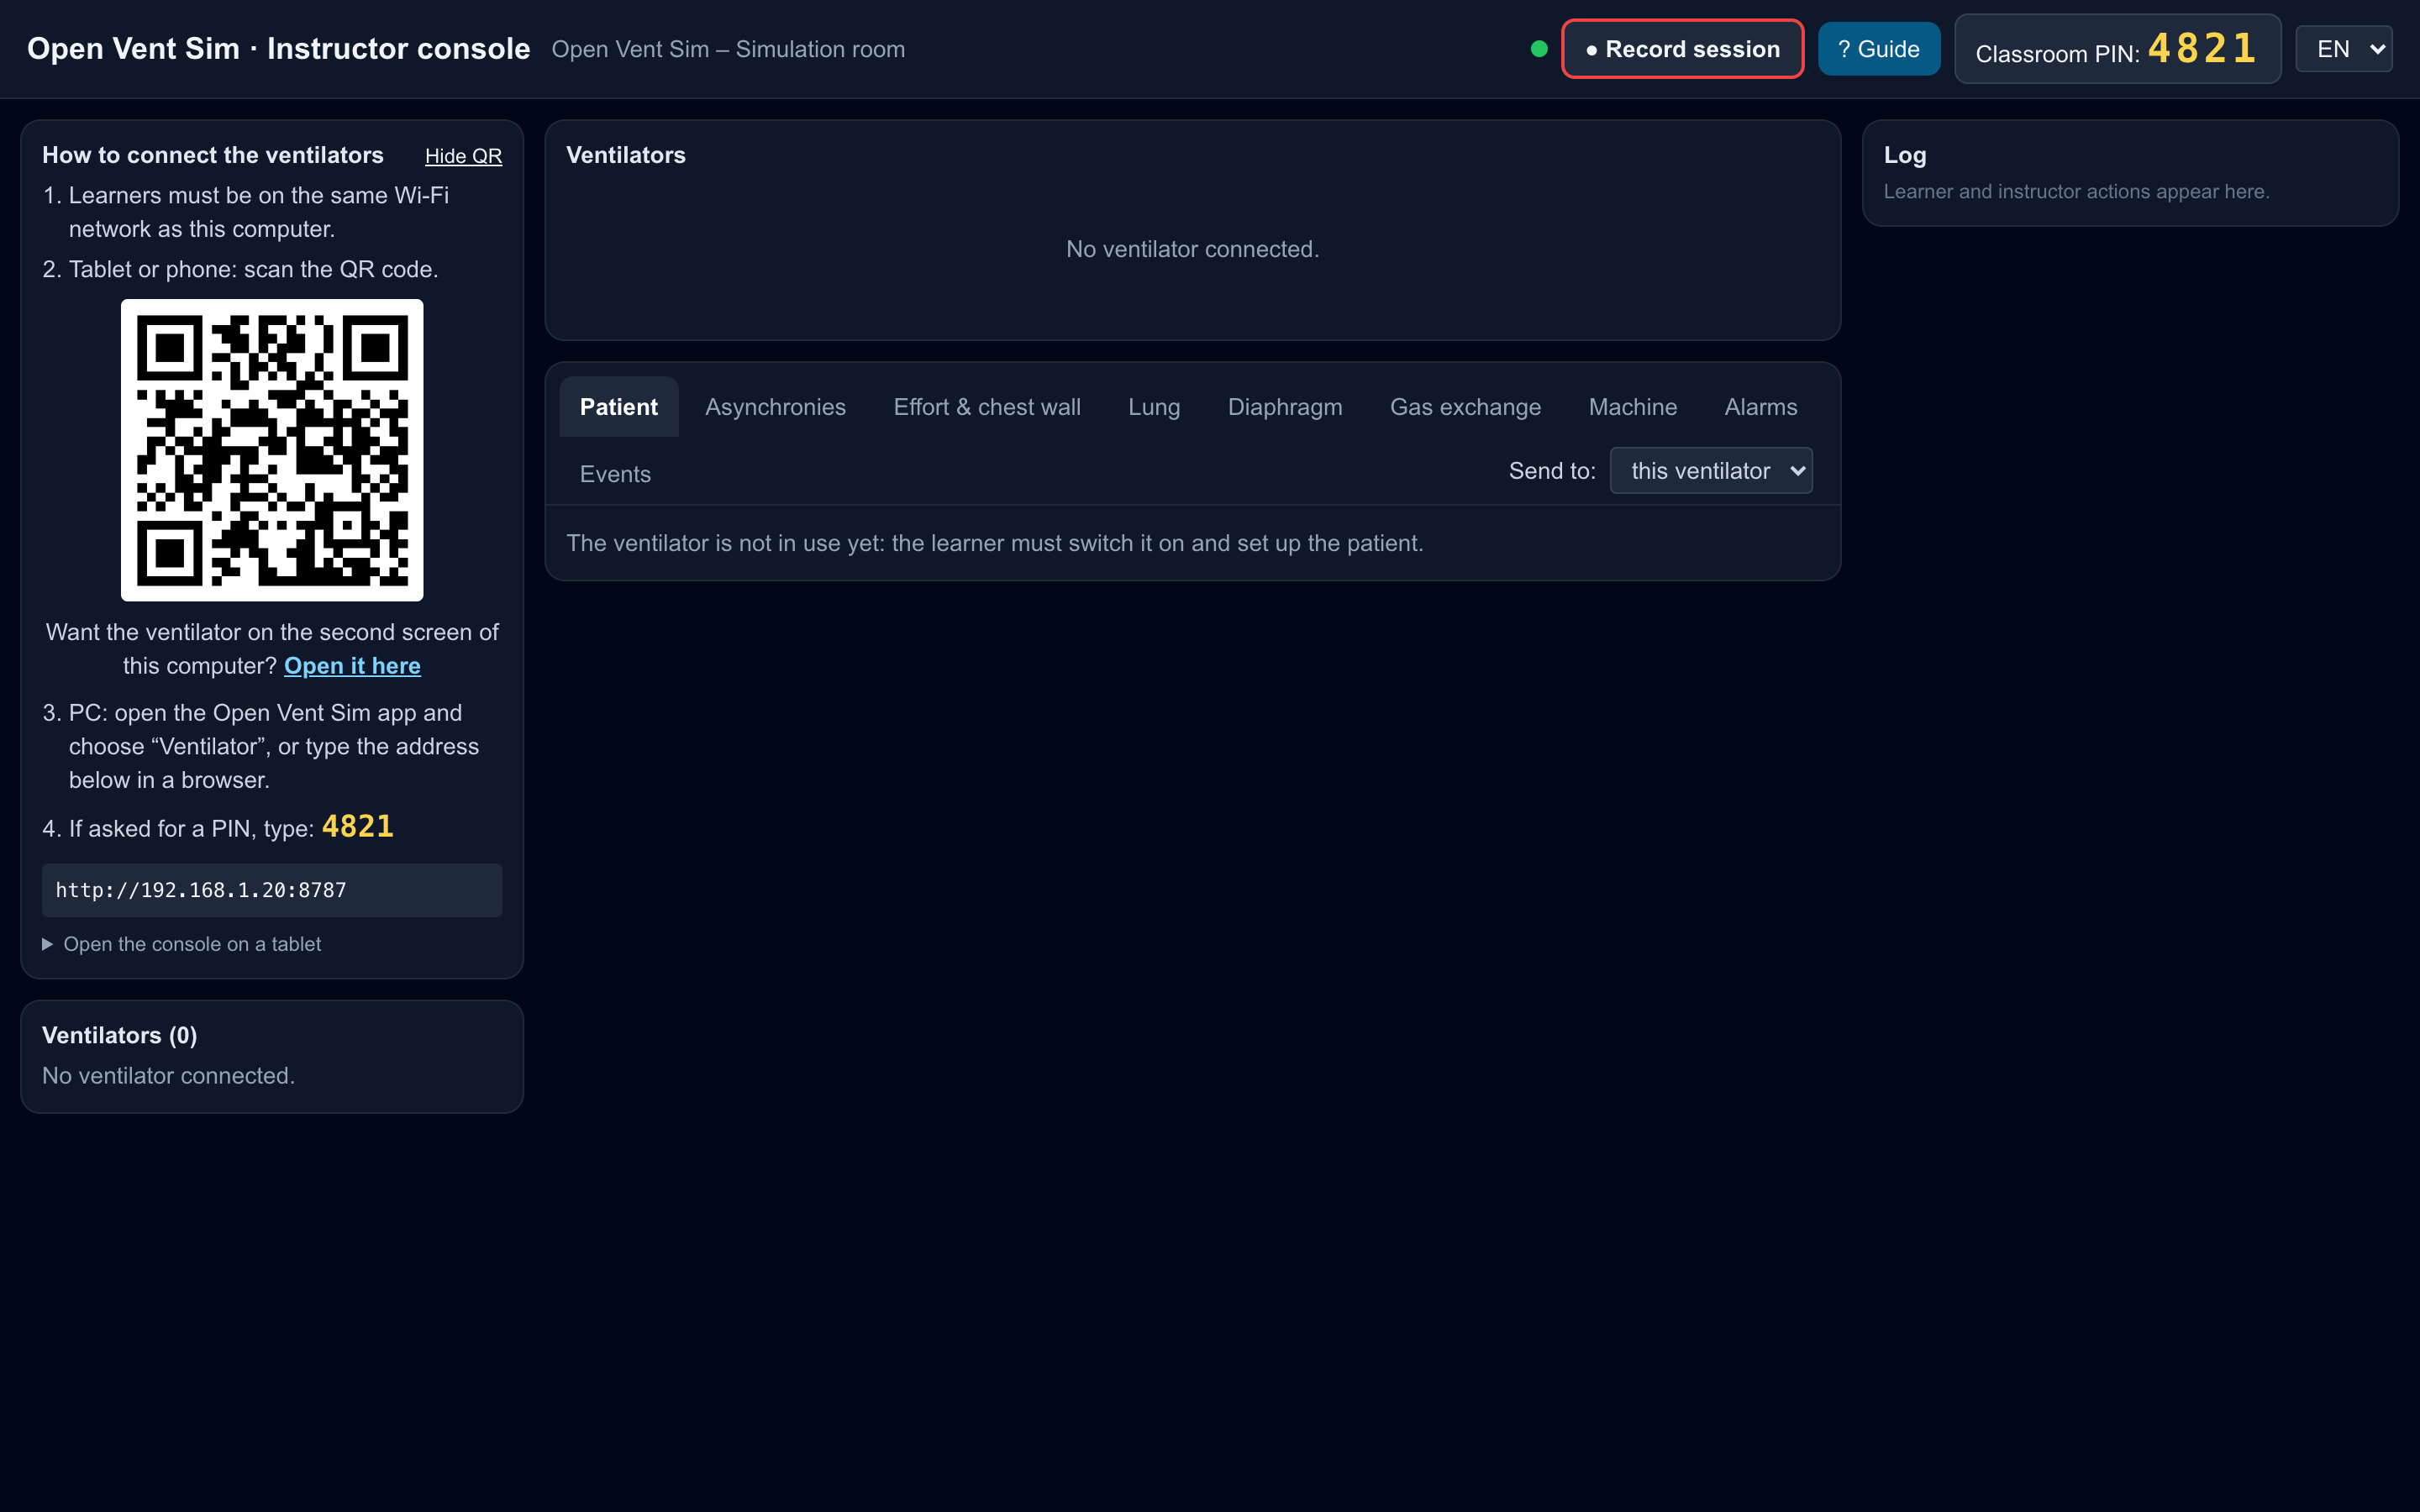 Open Vent Sim · Instructor console
Open Vent Sim – Simulation room
● Record session
? Guide
Classroom PIN: 4821
EN
How to connect the ventilators
Hide QR
1. Learners must be on the same Wi-Fi
network as this computer.
2. Tablet or phone: scan the QR code.
Want the ventilator on the second screen of
this computer? Open it here
3. PC: open the Open Vent Sim app and
choose “Ventilator”, or type the address
below in a browser.
4. If asked for a PIN, type: 4821
http://192.168.1.20:8787
▶ Open the console on a tablet
Ventilators (0)
No ventilator connected.
Ventilators
No ventilator connected.
Patient
Asynchronies
Effort & chest wall
Lung
Diaphragm
Gas exchange
Machine
Alarms
Events
Send to: this ventilator
The ventilator is not in use yet: the learner must switch it on and set up the patient.
Log
Learner and instructor actions appear here.